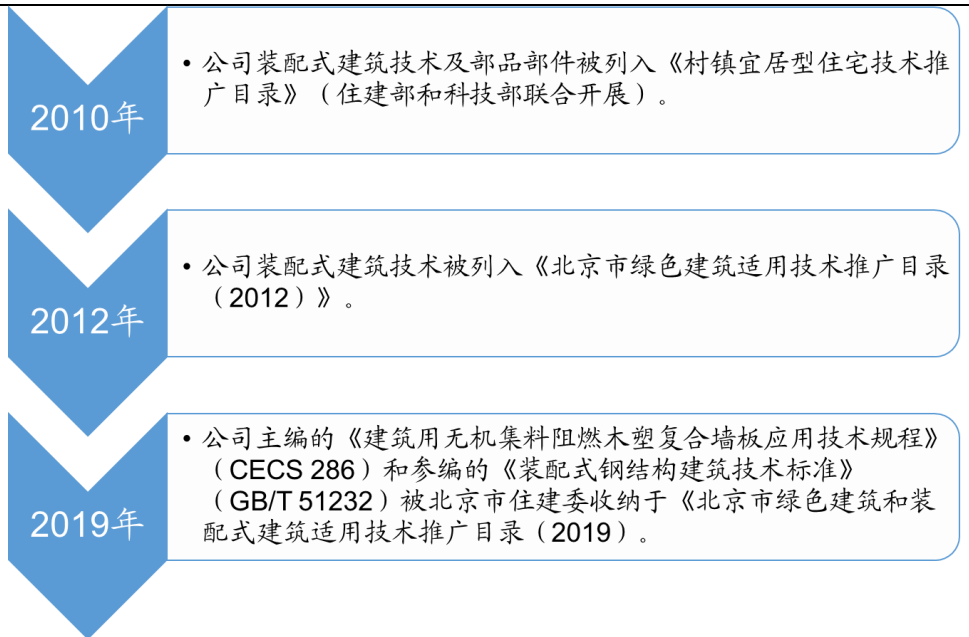 2010年
• 公司装配式建筑技术及部品部件被列入《村镇宜居型住宅技术推
广目录》（住建部和科技部联合开展）。
2012年
• 公司装配式建筑技术被列入《北京市绿色建筑适用技术推广目录
（2012）》。
2019年
• 公司主编的《建筑用无机集料阻燃木塑复合墙板应用技术规程》
（CECS 286）和参编的《装配式钢结构建筑技术标准》
（GB/T 51232）被北京市住建委收纳于《北京市绿色建筑和装
配式建筑适用技术推广目录（2019）。